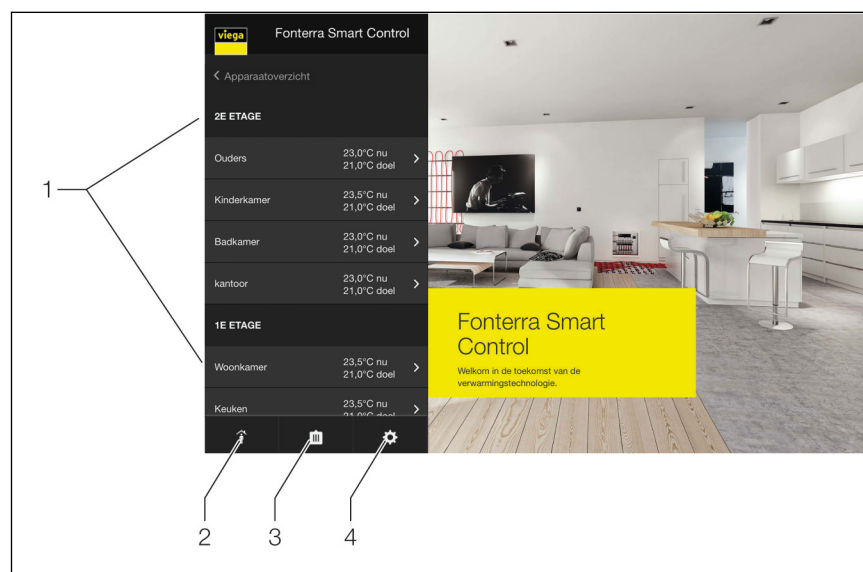 viega
Fonterra Smart Control
Apparaatoverzicht
2E ETAGE
Ouders 23,0°C nu
21,0°C doel
Kinderkamer 23,5°C nu
21,0°C doel
Badkamer 23,0°C nu
21,0°C doel
kantoor 23,0°C nu
21,0°C doel
1E ETAGE
Woonkamer 23,5°C nu
21,0°C doel
Keuken 23,5°C nu
21,0°C doel
1
2
3
4
Fonterra Smart
Control
Welkom in de toekomst van de
verwarmingstechnologie.